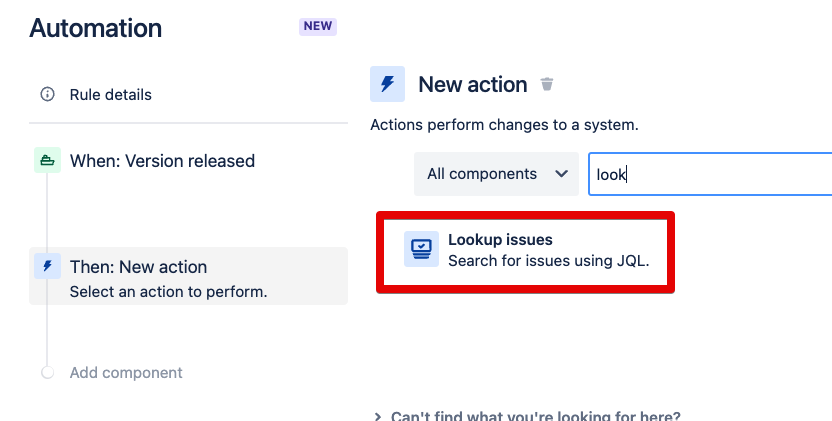 Automation
NEW
Rule details
When: Version released
Then: New action
Select an action to perform.
Add component
New action
Actions perform changes to a system.
All components
look
Lookup issues
Search for issues using JQL.
Can't find what you're looking for here?